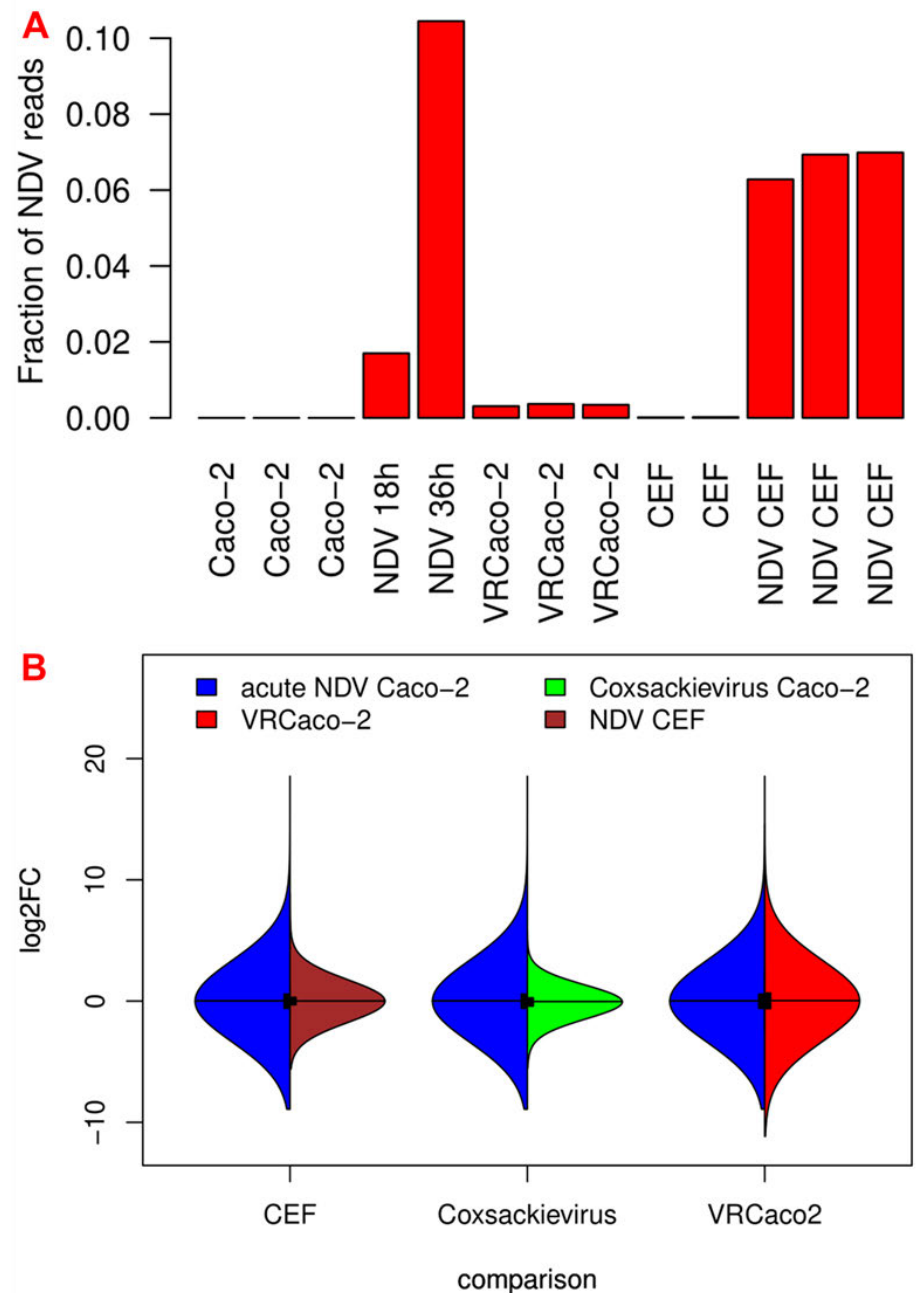 A
Fraction of NDV reads
0.10
0.08
0.06
0.04
0.02
0.00
Caco−2
Caco−2
Caco−2
NDV 18h
NDV 36h
VRCaco−2
VRCaco−2
VRCaco−2
CEF
CEF
NDV CEF
NDV CEF
NDV CEF
B
acute NDV Caco−2
VRCaco−2
Coxsackievirus Caco−2
NDV CEF
log2FC
20
10
0
−10
CEF
Coxsackievirus
VRCaco2
comparison